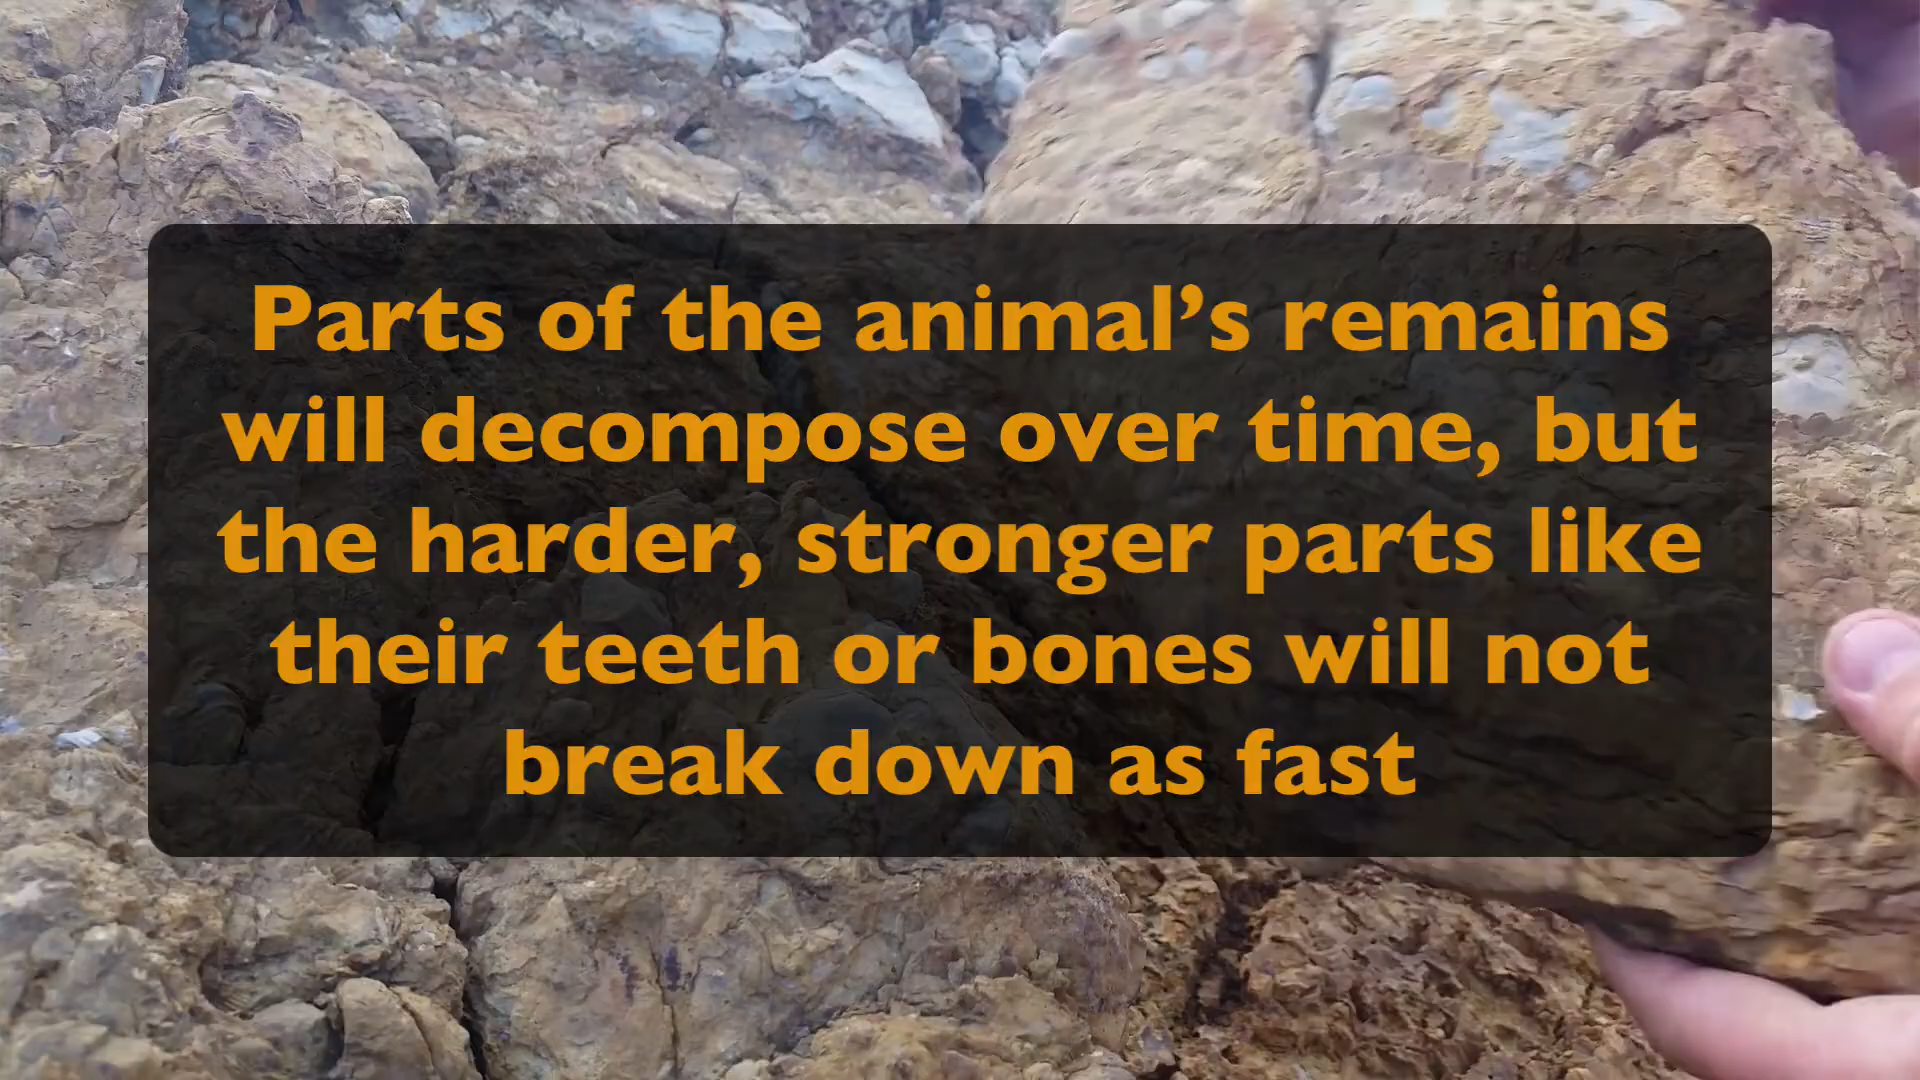 Parts of the animal’s remains
will decompose over time, but
the harder, stronger parts like
their teeth or bones will not
break down as fast